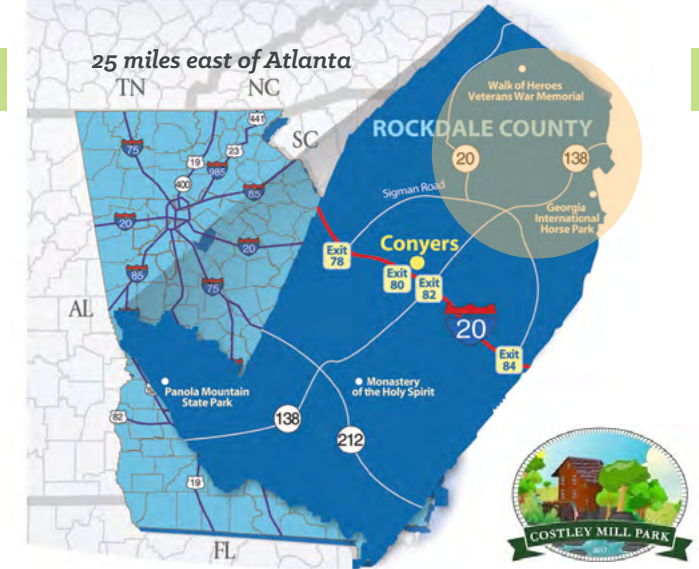 25 miles east of Atlanta
TN
NC
SC
AL
FL
441
75
19
23
985
400
85
20
20
85
75
82
19
ROCKDALE COUNTY
Walk of Heroes
Veterans War Memorial
20
138
Sigman Road
Georgia
International
Horse Park
Conyers
Exit
78
Exit
80
Exit
82
20
Exit
84
Panola Mountain
State Park
Monastery
of the Holy Spirit
138
212
COSTLEY MILL PARK
2017